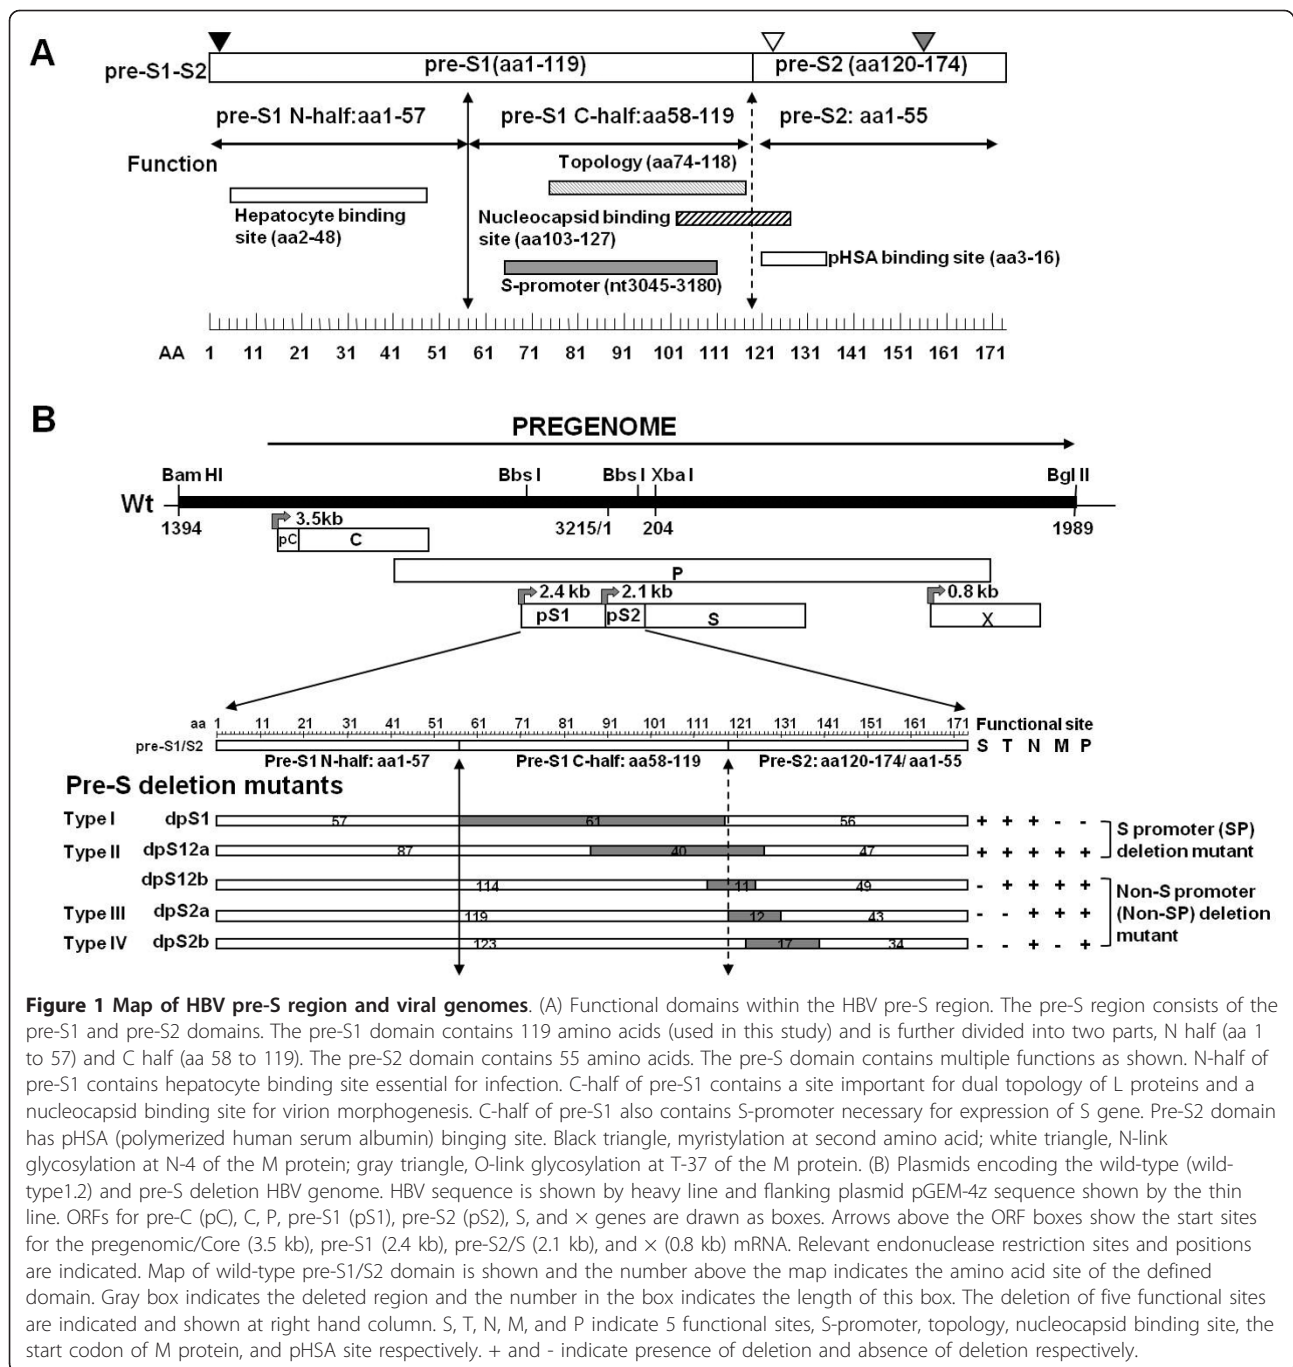 A
pre-S1-S2
pre-S1(aa1-119)
pre-S2 (aa120-174)
pre-S1 N-half:aa1-57
pre-S1 C-half:aa58-119
pre-S2: aa1-55
Function
Topology (aa74-118)
Hepatocyte binding
site (aa2-48)
Nucleocapsid binding
site (aa103-127)
pHSA binding site (aa3-16)
S-promoter (nt3045-3180)
AA 1 11 21 31 41 51 61 71 81 91 101 111 121 131 141 151 161 171
B
PREGENOME
Bam HI Bbs I Bbs I Xba I Bgl II
Wt
1394 3215/1 204 1989
3.5kb
pC C
P
2.4 kb 2.1 kb 0.8 kb
pS1 pS2 S X
aa 1 11 21 31 41 51 61 71 81 91 101 111 121 131 141 151 161 171 Functional site
pre-S1/S2 S T N M P
Pre-S1 N-half: aa1-57 Pre-S1 C-half: aa58-119 Pre-S2: aa120-174/ aa1-55
Pre-S deletion mutants
Type I dpS1 57 61 56 + + + - -
Type II dpS12a 87 40 47 + + + + +
S promoter (SP)
deletion mutant
dpS12b 114 11 49 - + + + +
Type III dpS2a 119 12 43 - - + + +
Type IV dpS2b 123 17 34 - - + - +
Non-S promoter
(Non-SP) deletion
mutant
Figure 1 Map of HBV pre-S region and viral genomes. (A) Functional domains within the HBV pre-S region. The pre-S region consists of the
pre-S1 and pre-S2 domains. The pre-S1 domain contains 119 amino acids (used in this study) and is further divided into two parts, N half (aa 1
to 57) and C half (aa 58 to 119). The pre-S2 domain contains 55 amino acids. The pre-S domain contains multiple functions as shown. N-half of
pre-S1 contains hepatocyte binding site essential for infection. C-half of pre-S1 contains a site important for dual topology of L proteins and a
nucleocapsid binding site for virion morphogenesis. C-half of pre-S1 also contains S-promoter necessary for expression of S gene. Pre-S2 domain
has pHSA (polymerized human serum albumin) binging site. Black triangle, myristylation at second amino acid; white triangle, N-link
glycosylation at N-4 of the M protein; gray triangle, O-link glycosylation at T-37 of the M protein. (B) Plasmids encoding the wild-type (wild-
type1.2) and pre-S deletion HBV genome. HBV sequence is shown by heavy line and flanking plasmid pGEM-4z sequence shown by the thin
line. ORFs for pre-C (pC), C, P, pre-S1 (pS1), pre-S2 (pS2), S, and × genes are drawn as boxes. Arrows above the ORF boxes show the start sites
for the pregenomic/Core (3.5 kb), pre-S1 (2.4 kb), pre-S2/S (2.1 kb), and × (0.8 kb) mRNA. Relevant endonuclease restriction sites and positions
are indicated. Map of wild-type pre-S1/S2 domain is shown and the number above the map indicates the amino acid site of the defined
domain. Gray box indicates the deleted region and the number in the box indicates the length of this box. The deletion of five functional sites
are indicated and shown at right hand column. S, T, N, M, and P indicate 5 functional sites, S-promoter, topology, nucleocapsid binding site, the
start codon of M protein, and pHSA site respectively. + and - indicate presence of deletion and absence of deletion respectively.